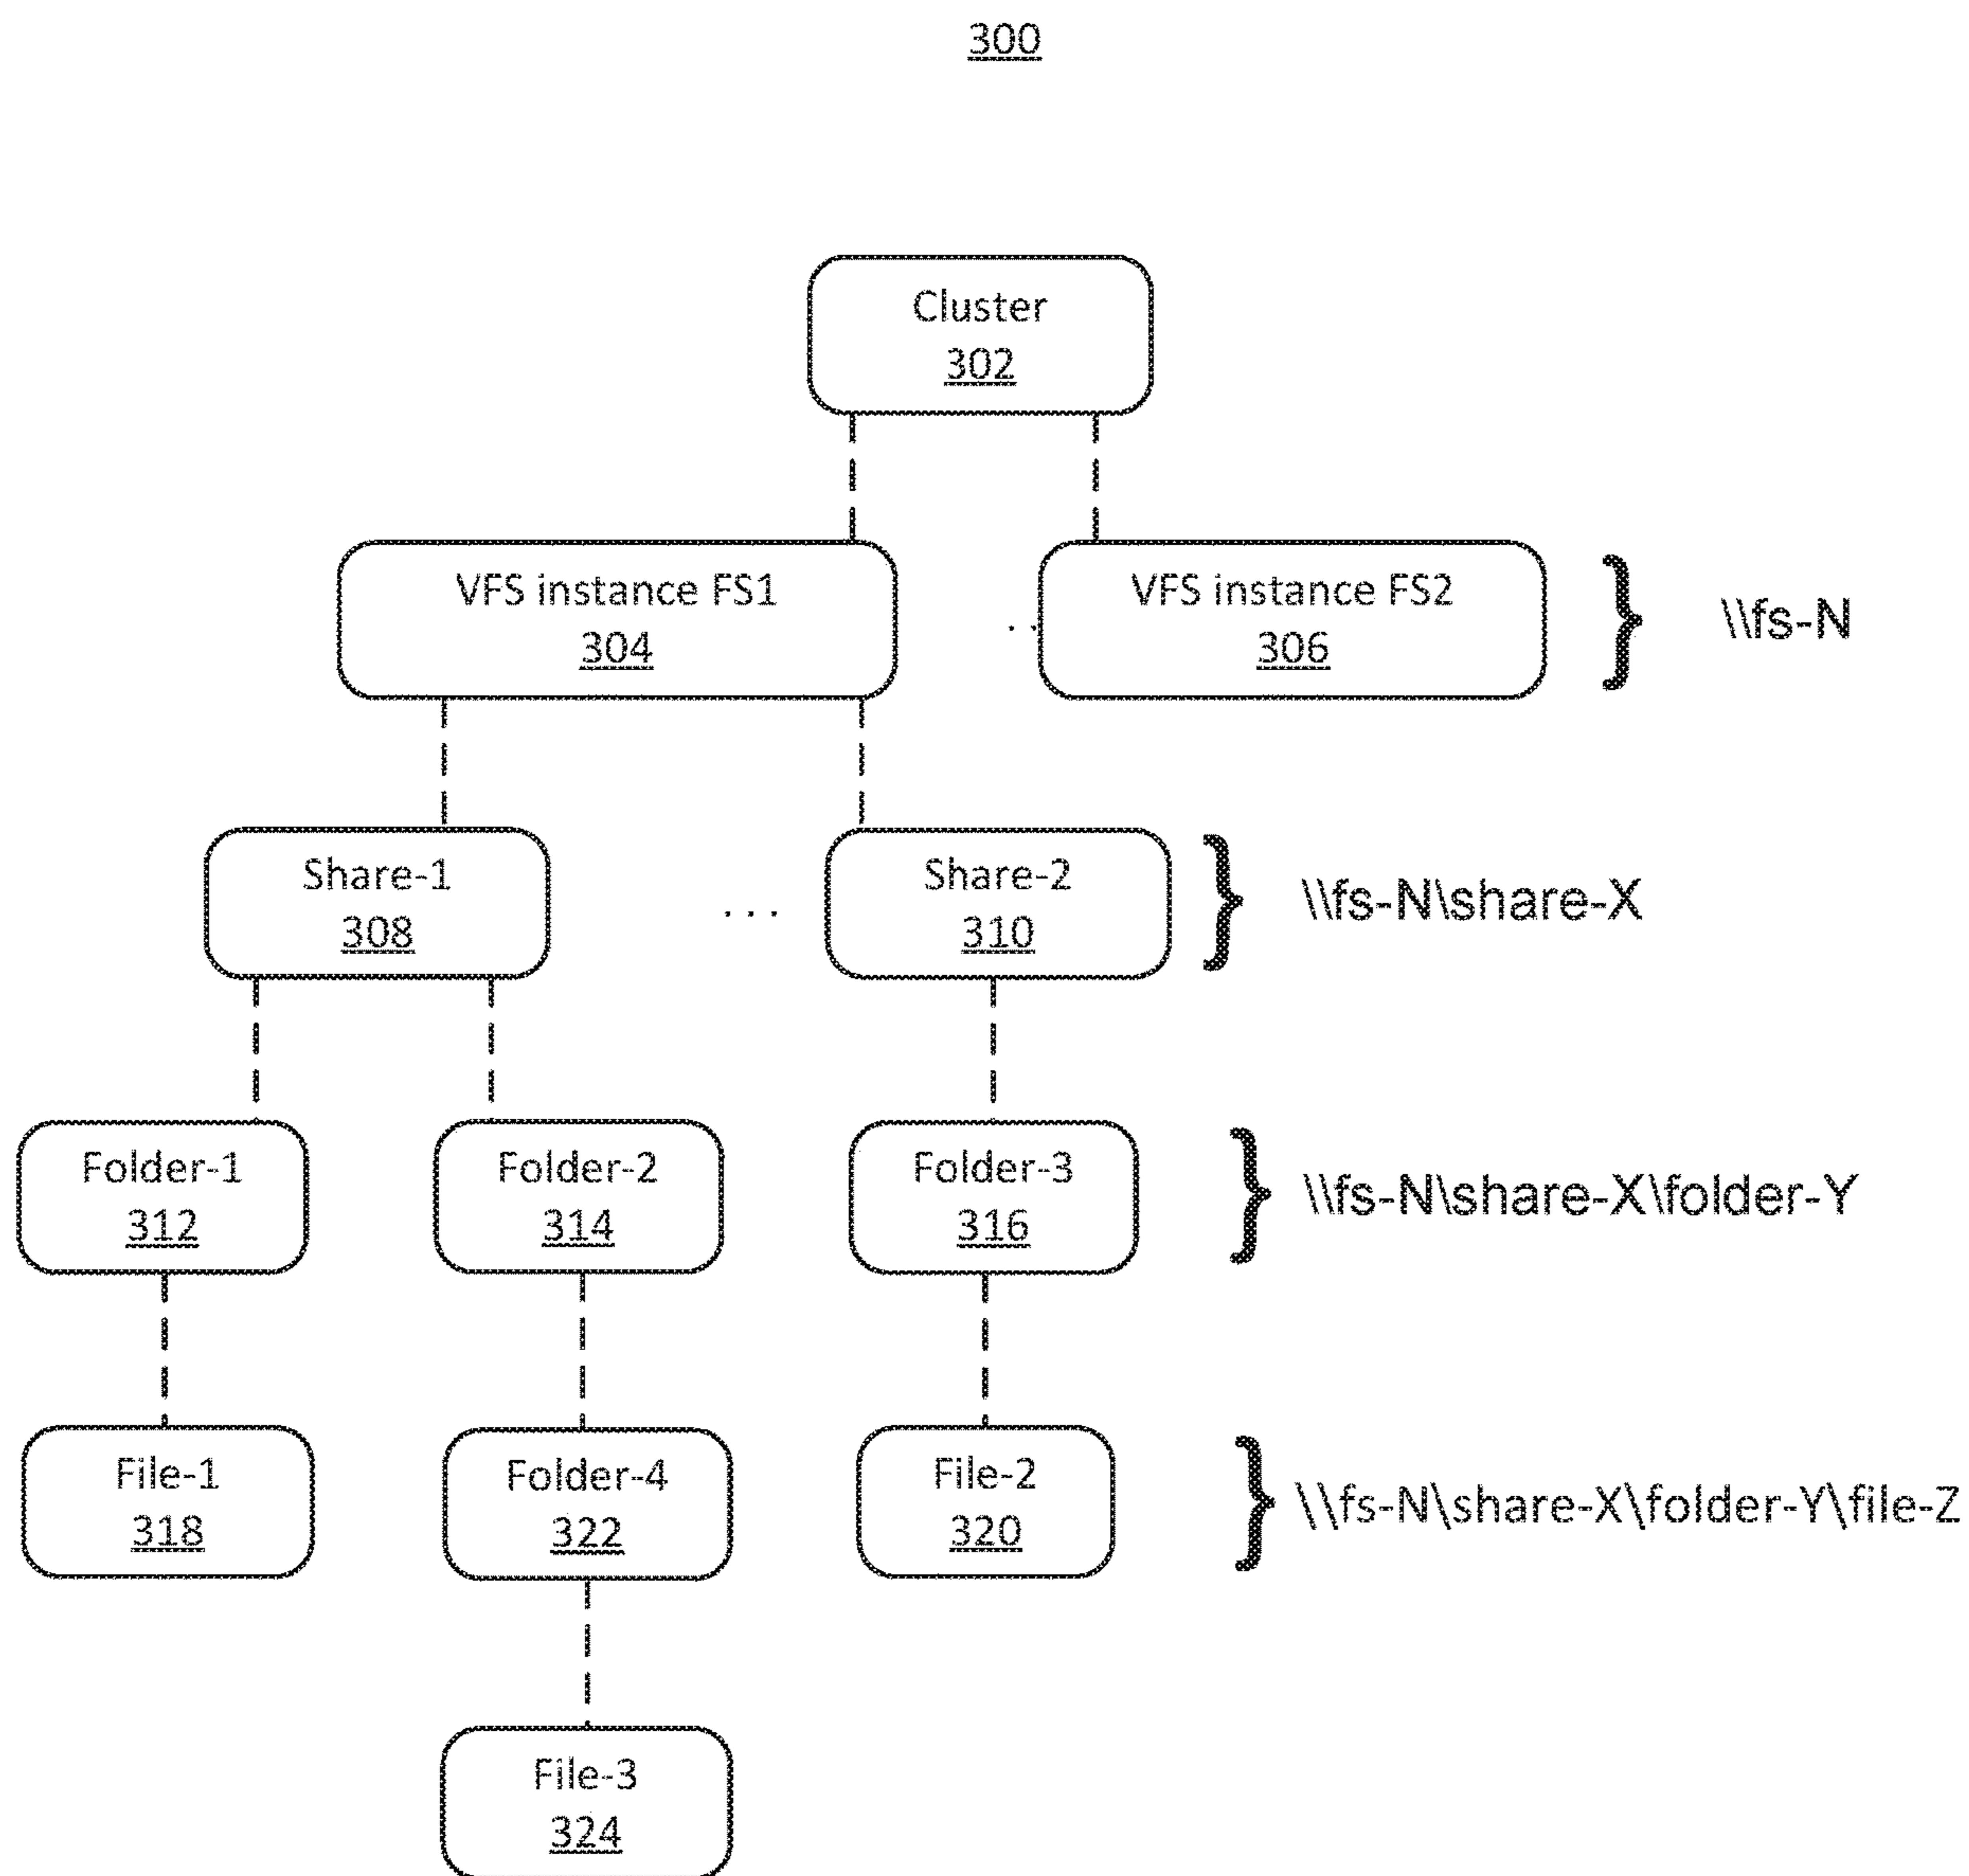 300
Cluster
302
VFS instance FS1
304
. .
VFS instance FS2
306
\\fs-N
Share-1
308
. . .
Share-2
310
\\fs-N\share-X
Folder-1
312
Folder-2
314
Folder-3
316
\\fs-N\share-X\folder-Y
File-1
318
Folder-4
322
File-2
320
\\fs-N\share-X\folder-Y\file-Z
File-3
324